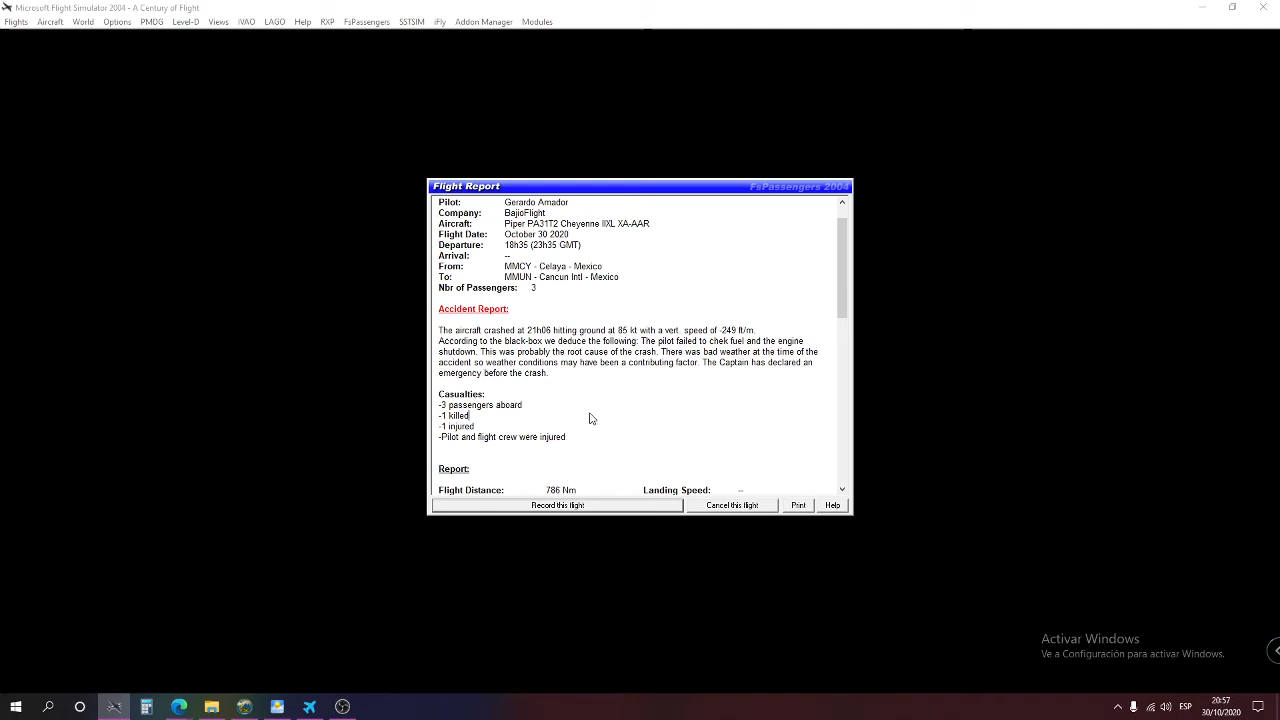 Microsoft Flight Simulator 2004 - A Century of Flight
Flights Aircraft World Options PMDG Level-D Views IVAO LAGO Help RXP FsPassengers SSTSIM iFly Addon Manager Modules
Flight Report FsPassengers 2004
Pilot: Gerardo Amador
Company: BajioFlight
Aircraft: Piper PA31T2 Cheyenne IIXL XA-AAR
Flight Date: October 30 2020
Departure: 18h35 (23h35 GMT)
Arrival: --
From: MMCY - Celaya - Mexico
To: MMUN - Cancun Intl - Mexico
Nbr of Passengers: 3
Accident Report:
The aircraft crashed at 21h06 hitting ground at 85 kt with a vert. speed of -249 ft/m.
According to the black-box we deduce the following: The pilot failed to chek fuel and the engine
shutdown. This was probably the root cause of the crash. There was bad weather at the time of the
accident so weather conditions may have been a contributing factor. The Captain has declared an
emergency before the crash.
Casualties:
-3 passengers aboard
-1 killed
-1 injured
-Pilot and flight crew were injured
Report:
Flight Distance: 786 Nm Landing Speed: --
Record this flight Cancel this flight Print Help
Activar Windows
Ve a Configuración para activar Windows.
ESP
20:57
30/10/2020